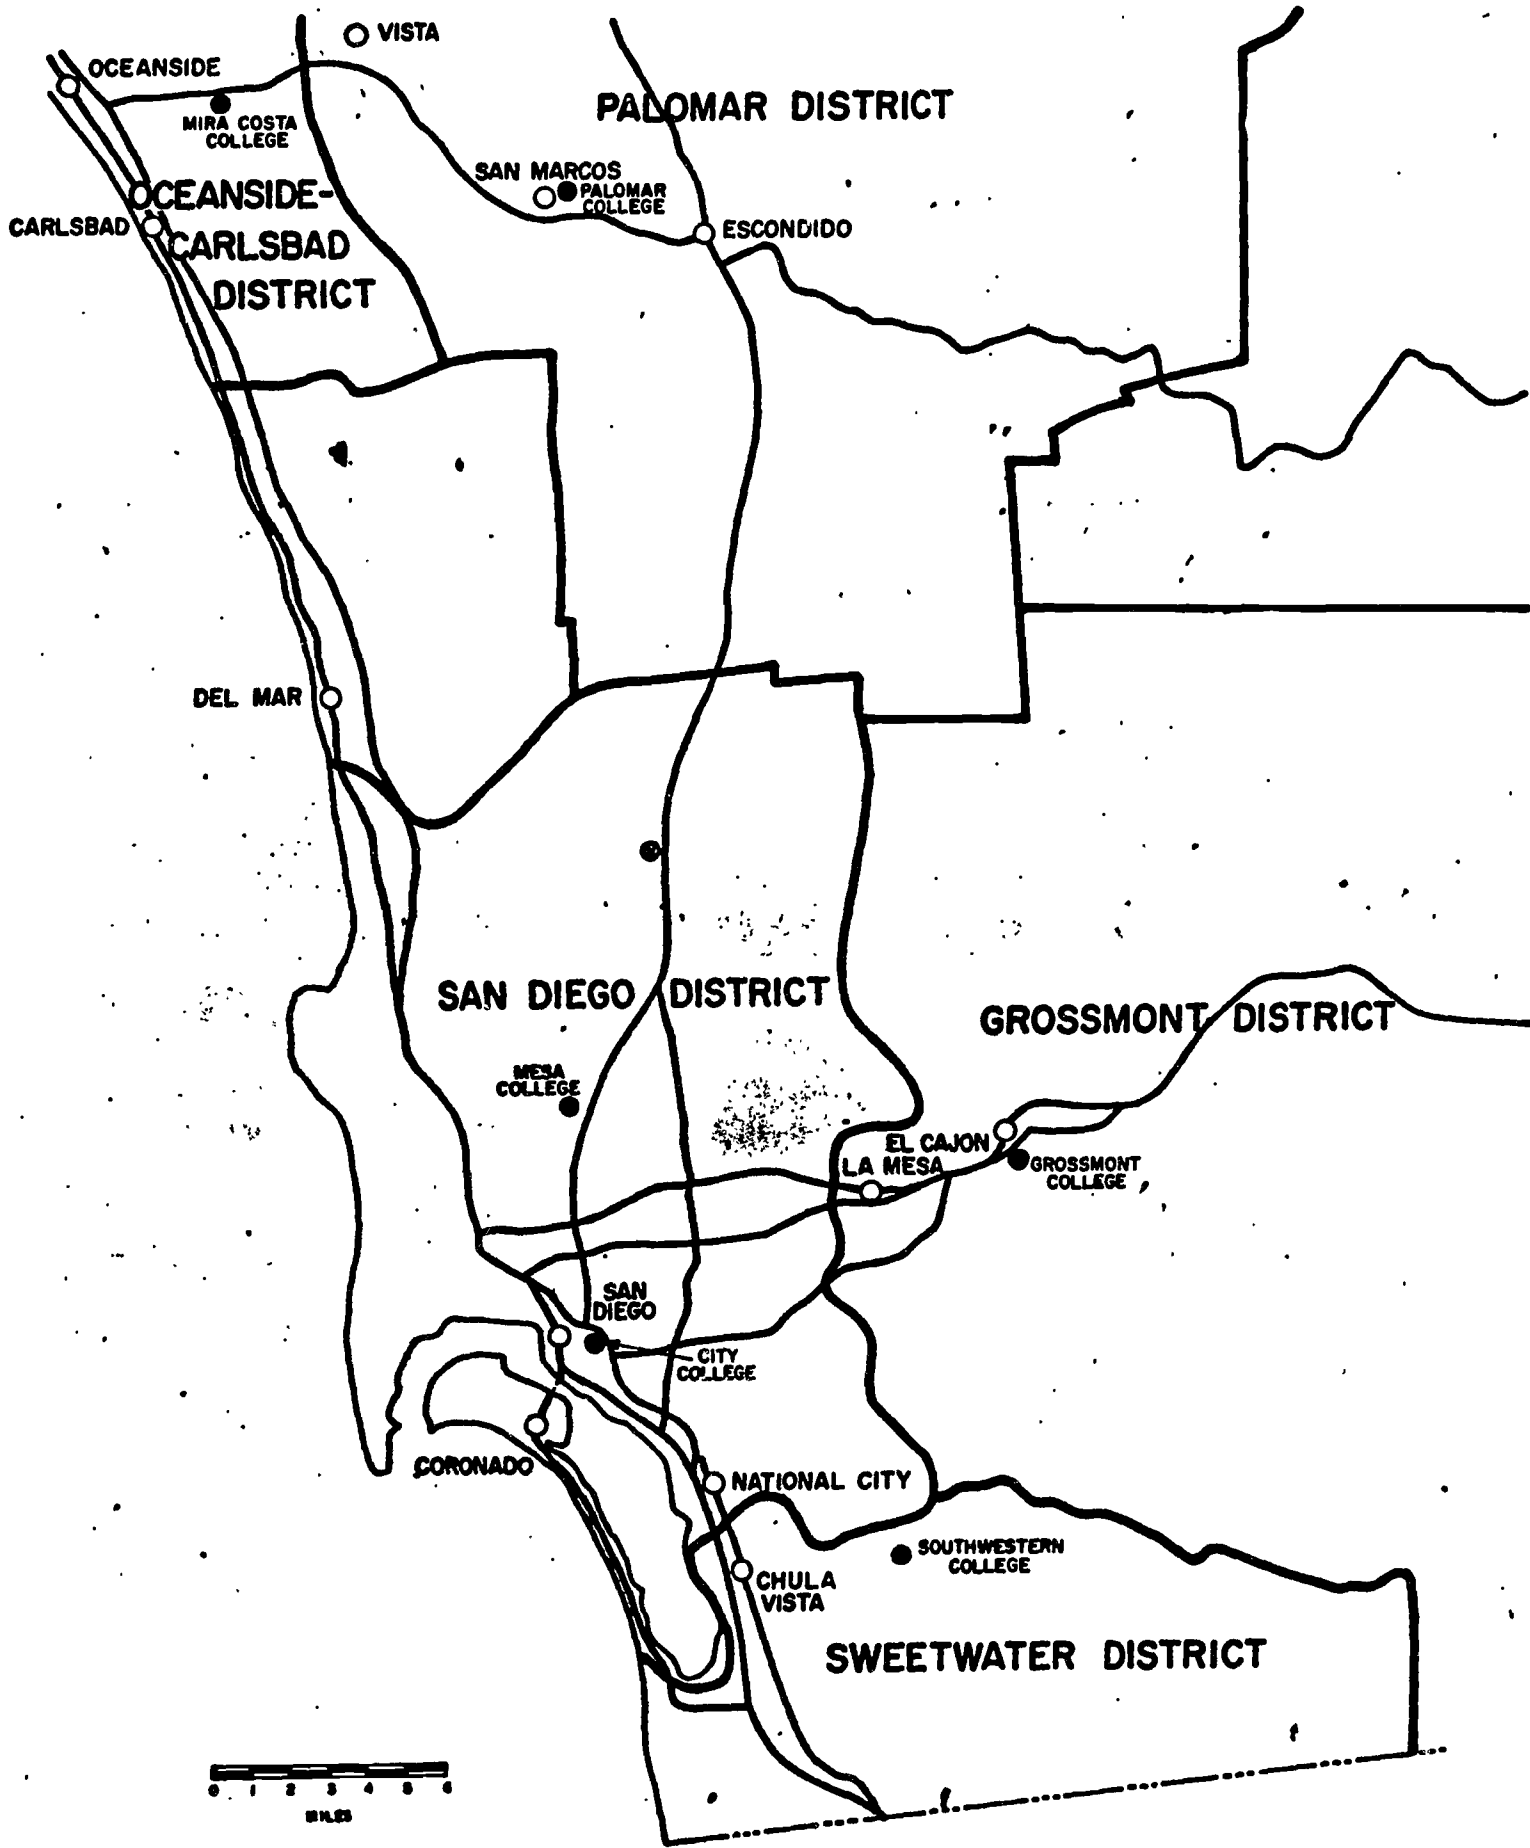 VISTA
OCEANSIDE
PALOMAR DISTRICT
MIRA COSTA
COLLEGE
SAN MARCOS
PALOMAR
COLLEGE
OCEANSIDE-
CARLSBAD
CARLSBAD
DISTRICT
ESCONDIDO
DEL MAR
SAN DIEGO DISTRICT
GROSSMONT DISTRICT
MESA
COLLEGE
EL CAJON
LA MESA
GROSSMONT
COLLEGE
SAN
DIEGO
CITY
COLLEGE
CORONADO
NATIONAL CITY
SOUTHWESTERN
COLLEGE
CHULA
VISTA
SWEETWATER DISTRICT
0 1 2 3 4 5 6
MILES